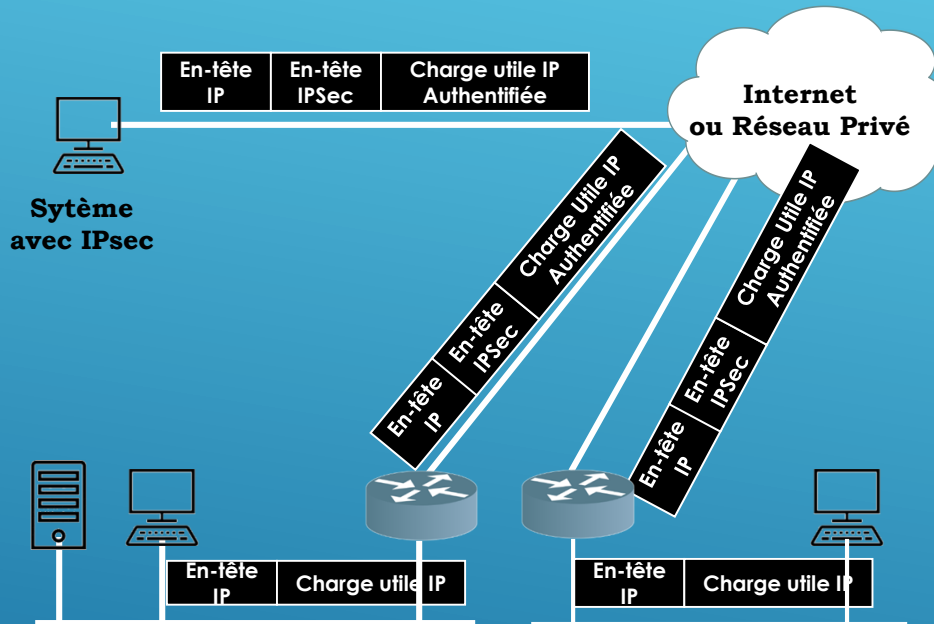 En-tête
IP
En-tête
IPSec
Charge utile IP
Authentifiée
Internet
ou Réseau Privé
Sytème
avec IPsec
Charge Utile IP
Authentifiée
En-tête
IPSec
En-tête
IP
Charge Utile IP
Authentifiée
En-tête
IPSec
En-tête
IP
En-tête
IP
Charge utile IP
En-tête
IP
Charge utile IP